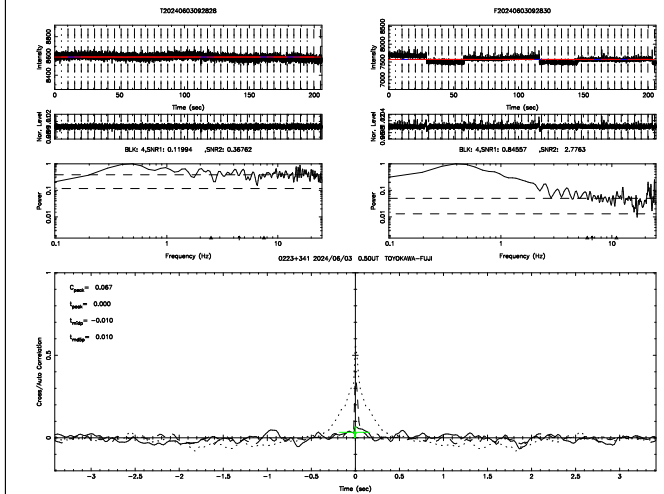 T20240603092828
F20240603092830
Intensity
8400 8600 8800
0 50 100 150 200
Time (sec)
Intensity
7000 7500 8000 8500
0 50 100 150 200
Time (sec)
Nor. Level
Nor. Level
BLK: 4,SNR1: 0.11994 ,SNR2: 0.36762
BLK: 4,SNR1: 0.84557 ,SNR2: 2.7763
Power
0.01 0.1 1
0.1 1 10
Frequency (Hz)
Power
0.01 0.1 1
0.1 1 10
Frequency (Hz)
0223+341 2024/06/03 0.50UT TOYOKAWA-FUJI
Cpeak= 0.067
tpeak= 0.000
tmidp= -0.010
tmdSp= 0.010
Cross/Auto Correlation
0 0.5 1
-3 -2.5 -2 -1.5 -1 -0.5 0 0.5 1 1.5 2 2.5 3
Time (sec)